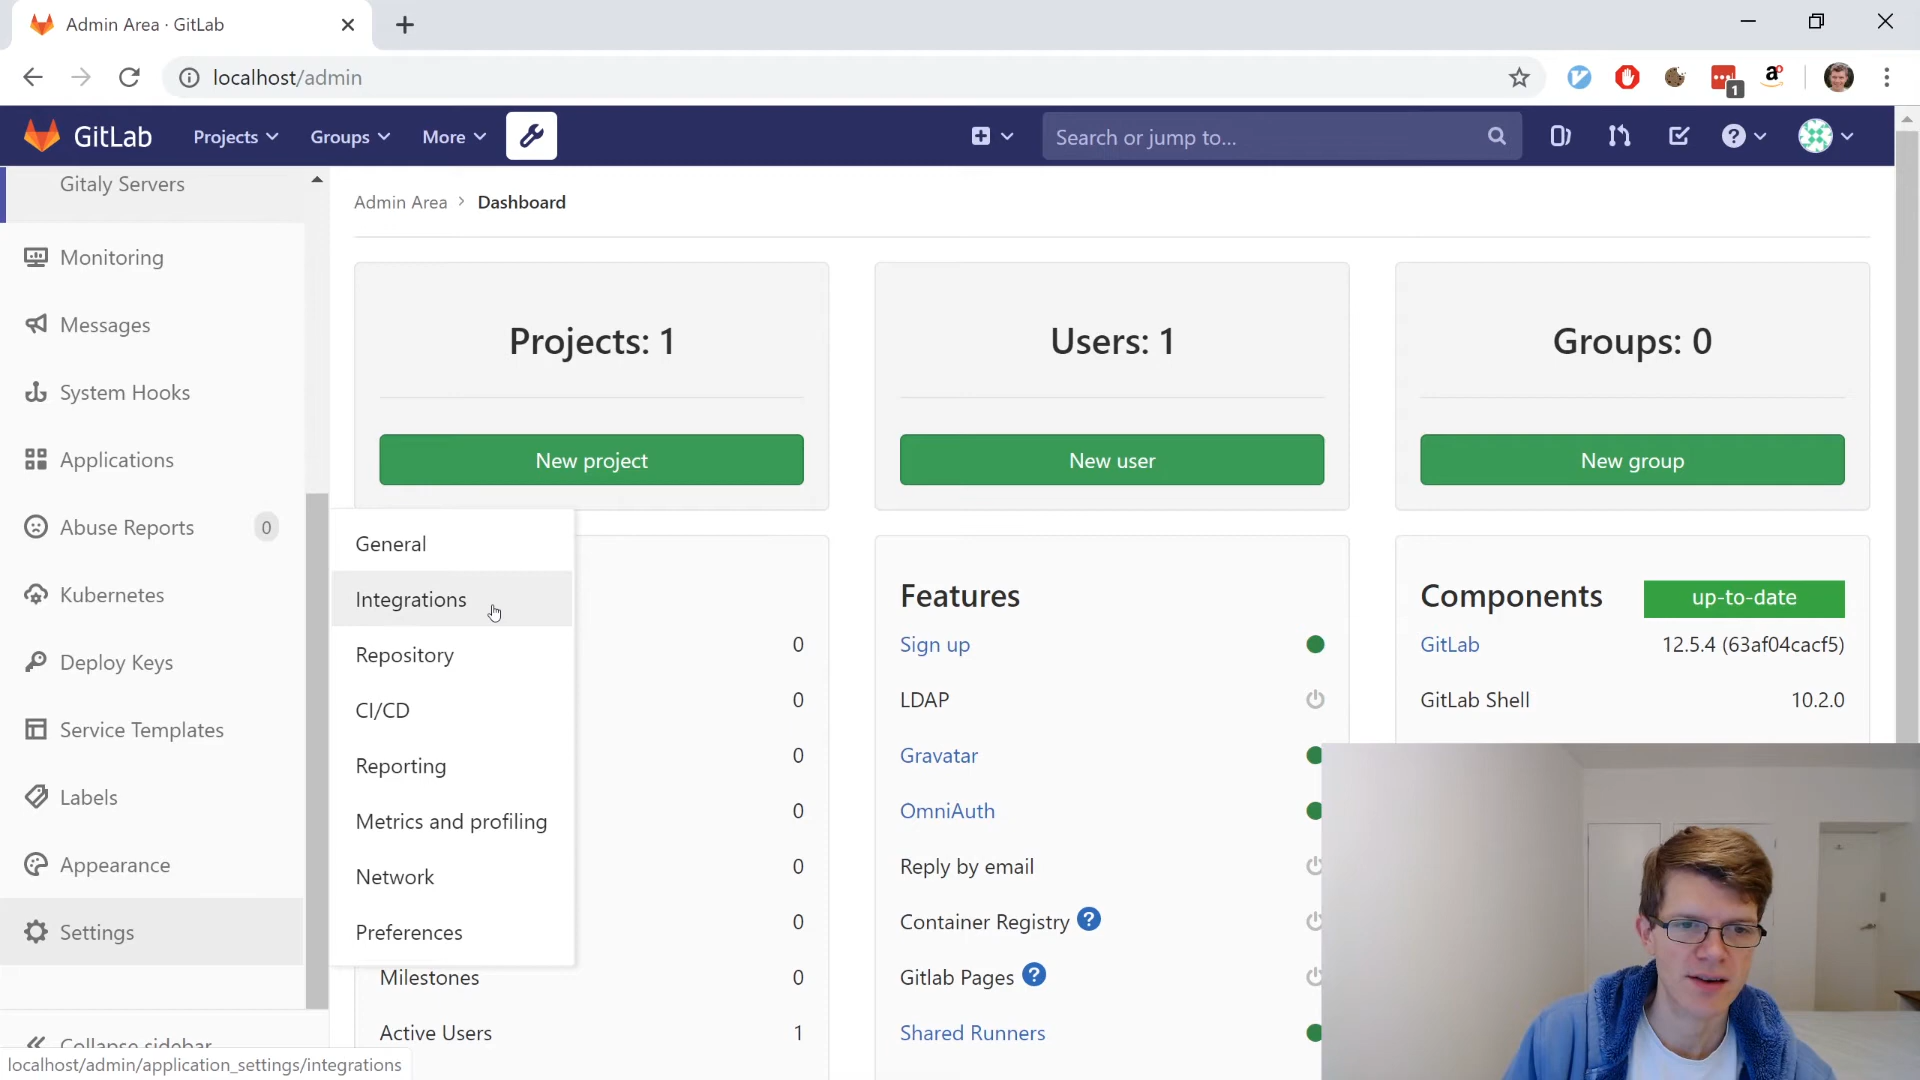 Admin Area · GitLab
localhost/admin
1
GitLab
Projects
Groups
More
Search or jump to...
Gitaly Servers
Monitoring
Messages
System Hooks
Applications
Abuse Reports 0
Kubernetes
Deploy Keys
Service Templates
Labels
Appearance
Settings
Collapse sidebar
localhost/admin/application_settings/integrations
General
Integrations
Repository
CI/CD
Reporting
Metrics and profiling
Network
Preferences
Admin Area > Dashboard
Projects: 1
New project
Users: 1
New user
Groups: 0
New group
0
0
0
0
0
0
Milestones 0
Active Users 1
Features
Sign up
LDAP
Gravatar
OmniAuth
Reply by email
Container Registry
Gitlab Pages
Shared Runners
Components up-to-date
GitLab 12.5.4 (63af04cacf5)
GitLab Shell 10.2.0